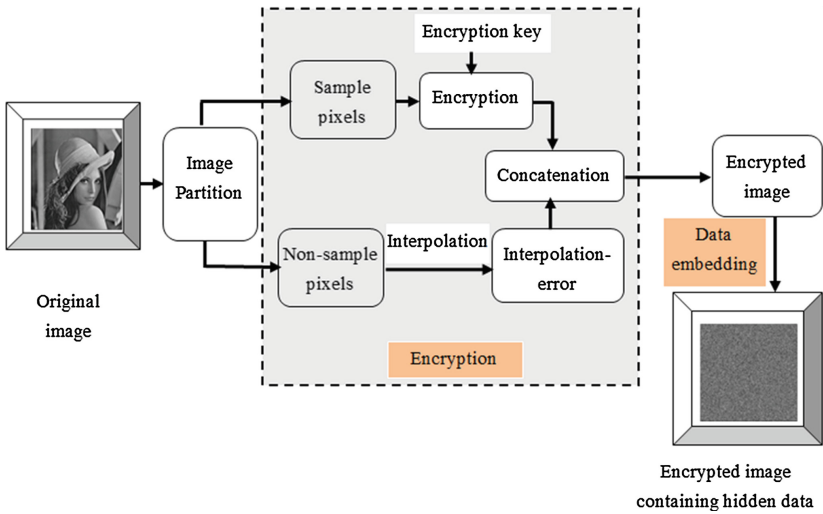 Encryption key
Sample
pixels
Encryption
Image
Partition
Concatenation
Encrypted
image
Non-sample
pixels
Interpolation
Interpolation-
error
Data
embedding
Original
image
Encryption
Encrypted image
containing hidden data